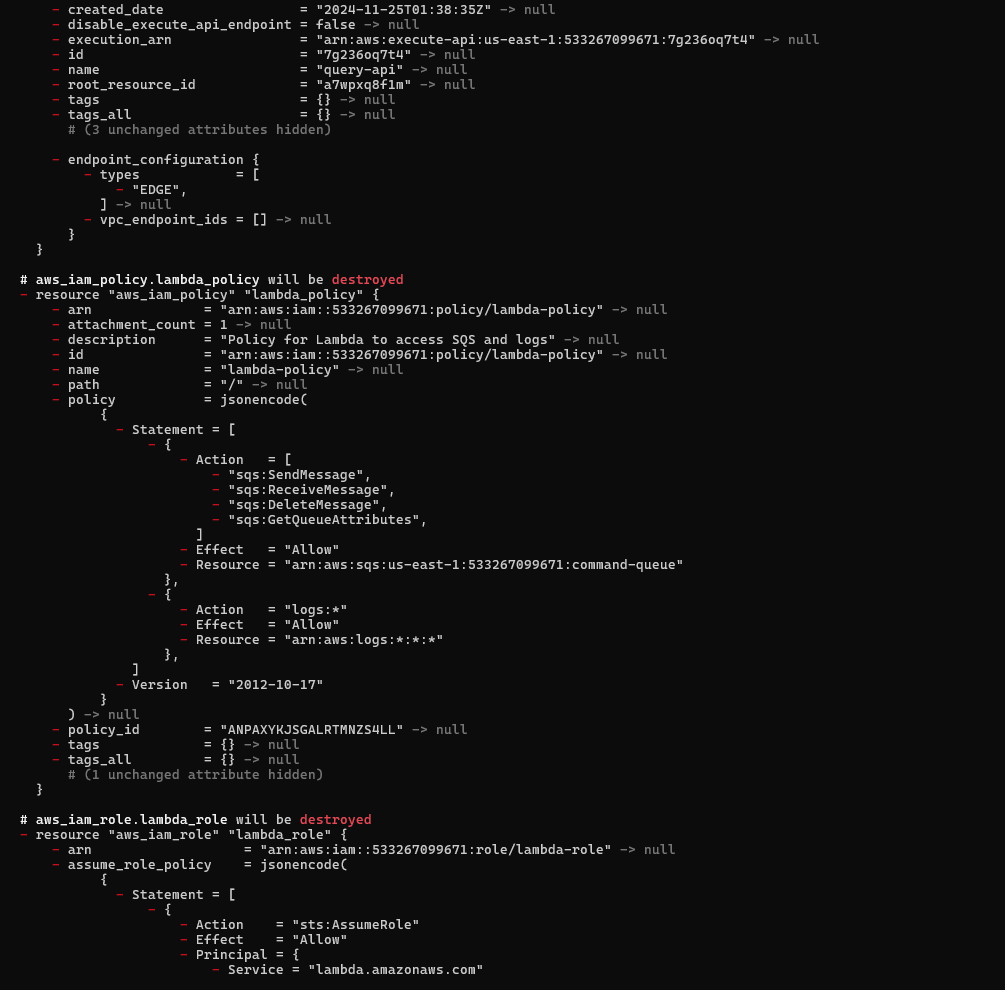 - created_date                 = "2024-11-25T01:38:35Z" -> null
- disable_execute_api_endpoint = false -> null
- execution_arn                = "arn:aws:execute-api:us-east-1:533267099671:7g236oq7t4" -> null
- id                           = "7g236oq7t4" -> null
- name                         = "query-api" -> null
- root_resource_id             = "a7wpxq8f1m" -> null
- tags                         = {} -> null
- tags_all                     = {} -> null
# (3 unchanged attributes hidden)
- endpoint_configuration {
- types            = [
- "EDGE",
] -> null
- vpc_endpoint_ids = [] -> null
}
}
# aws_iam_policy.lambda_policy will be destroyed
- resource "aws_iam_policy" "lambda_policy" {
- arn              = "arn:aws:iam::533267099671:policy/lambda-policy" -> null
- attachment_count = 1 -> null
- description      = "Policy for Lambda to access SQS and logs" -> null
- id               = "arn:aws:iam::533267099671:policy/lambda-policy" -> null
- name             = "lambda-policy" -> null
- path             = "/" -> null
- policy           = jsonencode(
{
- Statement = [
- {
- Action   = [
- "sqs:SendMessage",
- "sqs:ReceiveMessage",
- "sqs:DeleteMessage",
- "sqs:GetQueueAttributes",
]
- Effect   = "Allow"
- Resource = "arn:aws:sqs:us-east-1:533267099671:command-queue"
},
- {
- Action   = "logs:*"
- Effect   = "Allow"
- Resource = "arn:aws:logs:*:*:*"
},
]
- Version   = "2012-10-17"
}
) -> null
- policy_id        = "ANPAXYKJSGALRTMNZS4LL" -> null
- tags             = {} -> null
- tags_all         = {} -> null
# (1 unchanged attribute hidden)
}
# aws_iam_role.lambda_role will be destroyed
- resource "aws_iam_role" "lambda_role" {
- arn                   = "arn:aws:iam::533267099671:role/lambda-role" -> null
- assume_role_policy    = jsonencode(
{
- Statement = [
- {
- Action    = "sts:AssumeRole"
- Effect    = "Allow"
- Principal = {
- Service = "lambda.amazonaws.com"